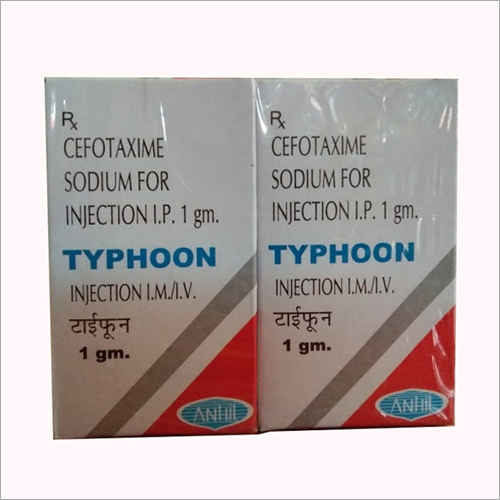 Rx
CEFOTAXIME
SODIUM FOR
INJECTION I.P. 1 gm.
TYPHOON
INJECTION I.M./I.V.
टाईफून
1 gm.
ANHIL
Rx
CEFOTAXIME
SODIUM FOR
INJECTION I.P. 1 gm.
TYPHOON
INJECTION I.M./I.V.
टाईफून
1 gm.
ANHIL